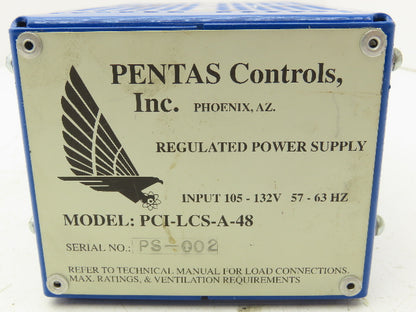 PENTAS Controls,
Inc. PHOENIX, AZ.
REGULATED POWER SUPPLY
INPUT 105 - 132V 57 - 63 HZ
MODEL: PCI-LCS-A-48
SERIAL NO.: PS-002
REFER TO TECHNICAL MANUAL FOR LOAD CONNECTIONS,
MAX. RATINGS, & VENTILATION REQUIREMENTS